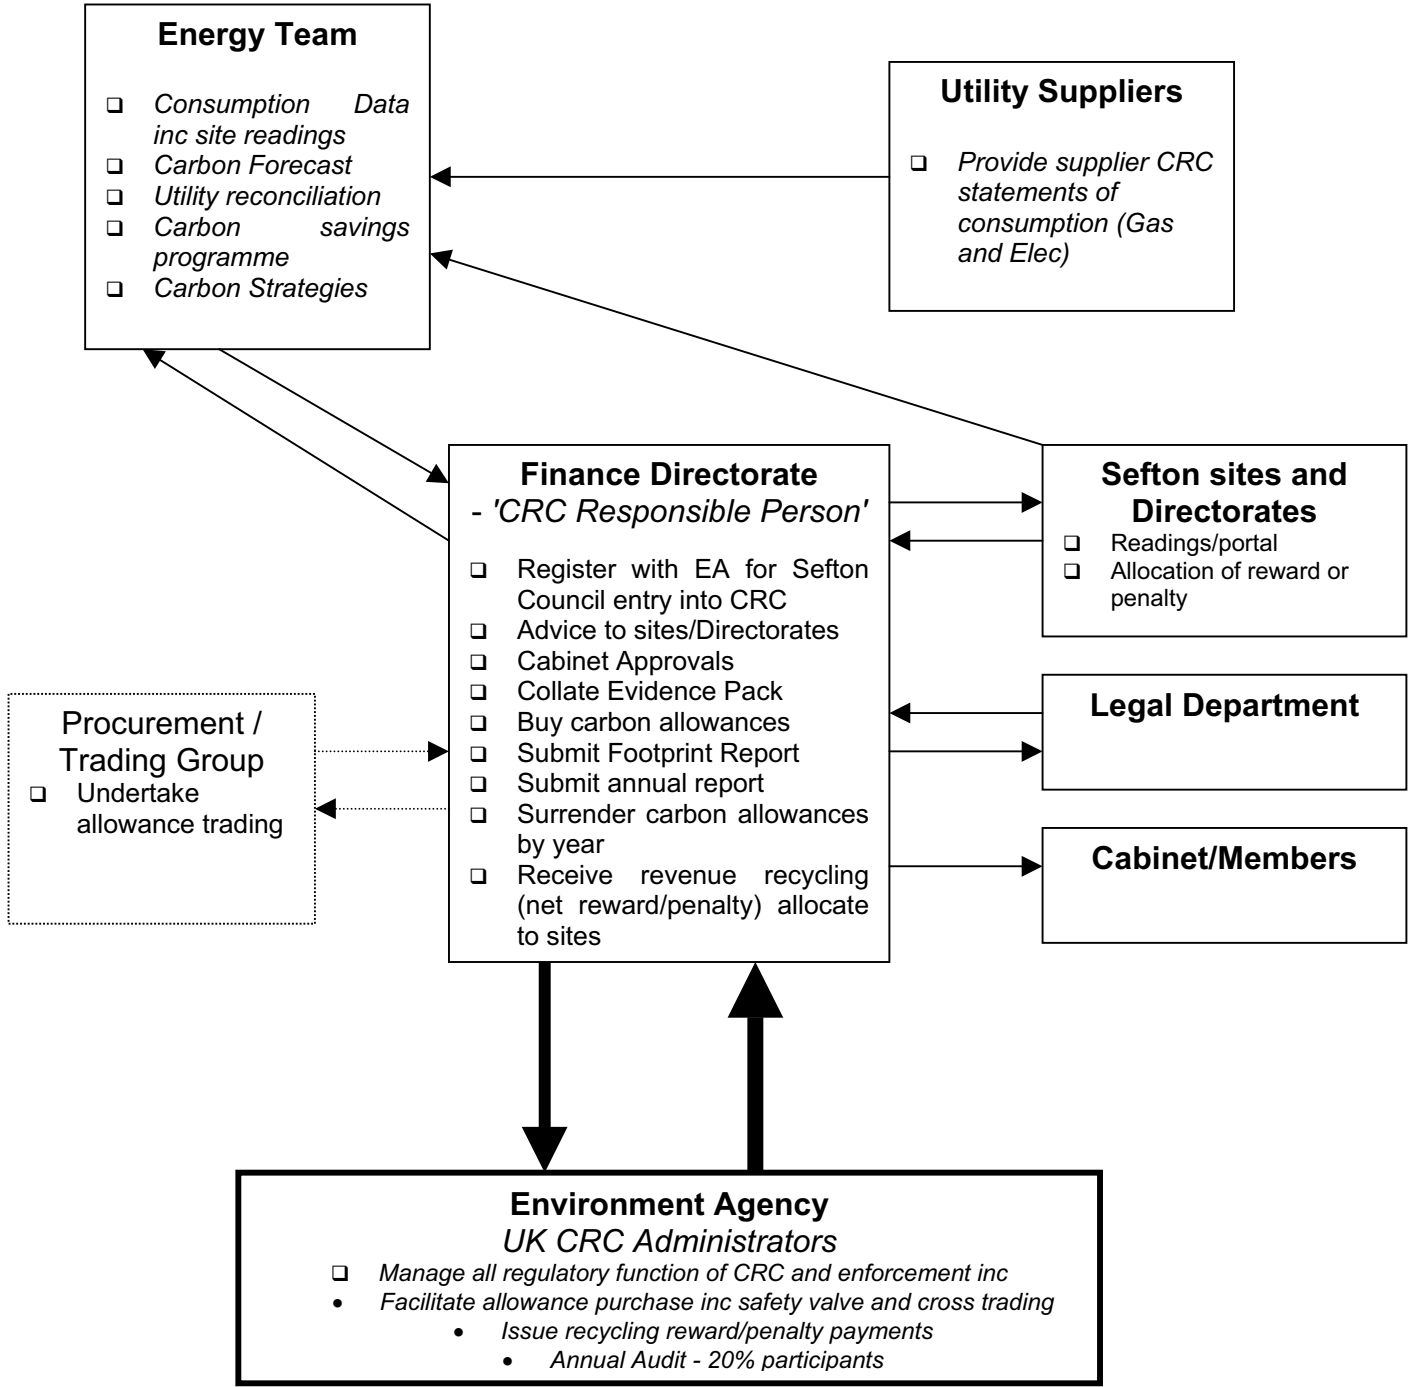 Energy Team
❑ Consumption Data
inc site readings
❑ Carbon Forecast
❑ Utility reconciliation
❑ Carbon savings
programme
❑ Carbon Strategies
Utility Suppliers
❑ Provide supplier CRC
statements of
consumption (Gas
and Elec)
Finance Directorate
- 'CRC Responsible Person'
❑ Register with EA for Sefton
Council entry into CRC
❑ Advice to sites/Directorates
❑ Cabinet Approvals
❑ Collate Evidence Pack
❑ Buy carbon allowances
❑ Submit Footprint Report
❑ Submit annual report
❑ Surrender carbon allowances
by year
❑ Receive revenue recycling
(net reward/penalty) allocate
to sites
Sefton sites and
Directorates
❑ Readings/portal
❑ Allocation of reward or
penalty
Legal Department
Cabinet/Members
Procurement /
Trading Group
❑ Undertake
allowance trading
Environment Agency
UK CRC Administrators
❑ Manage all regulatory function of CRC and enforcement inc
• Facilitate allowance purchase inc safety valve and cross trading
• Issue recycling reward/penalty payments
• Annual Audit - 20% participants